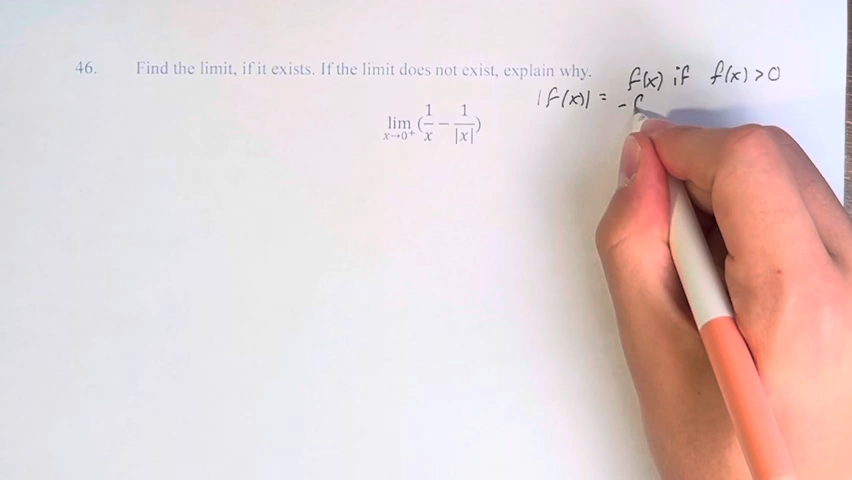 46. Find the limit, if it exists. If the limit does not exist, explain why.
f(x) if f(x) > 0
|f(x)| = -f
lim x→0⁺ (1/x - 1/|x|)